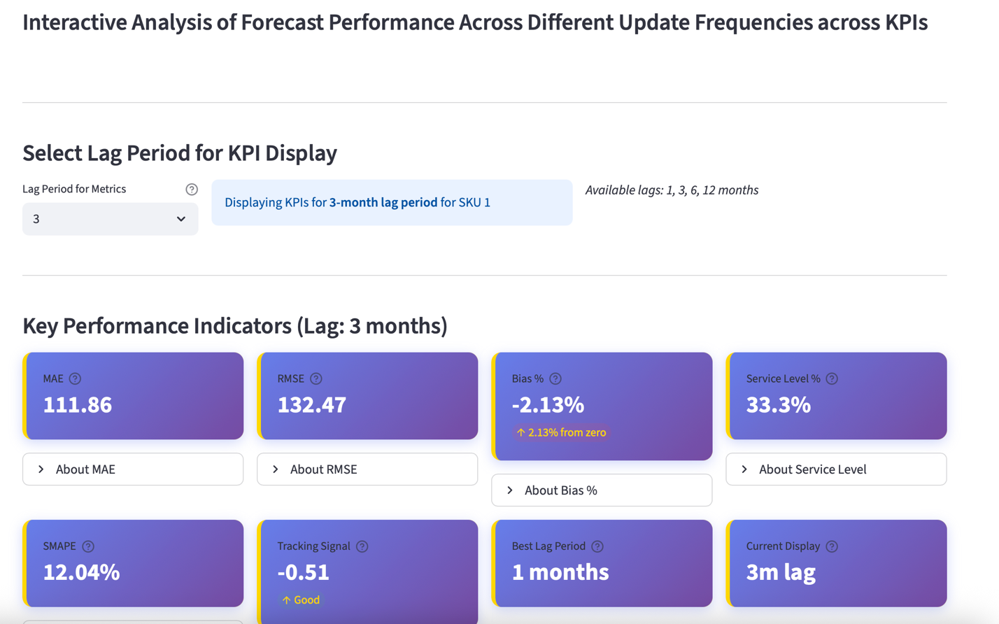 Interactive Analysis of Forecast Performance Across Different Update Frequencies across KPIs
Select Lag Period for KPI Display
Lag Period for Metrics
3
Displaying KPIs for 3-month lag period for SKU 1
Available lags: 1, 3, 6, 12 months
Key Performance Indicators (Lag: 3 months)
MAE
111.86
About MAE
RMSE
132.47
About RMSE
Bias %
-2.13%
↑ 2.13% from zero
About Bias %
Service Level %
33.3%
About Service Level
SMAPE
12.04%
Tracking Signal
-0.51
↑ Good
Best Lag Period
1 months
Current Display
3m lag